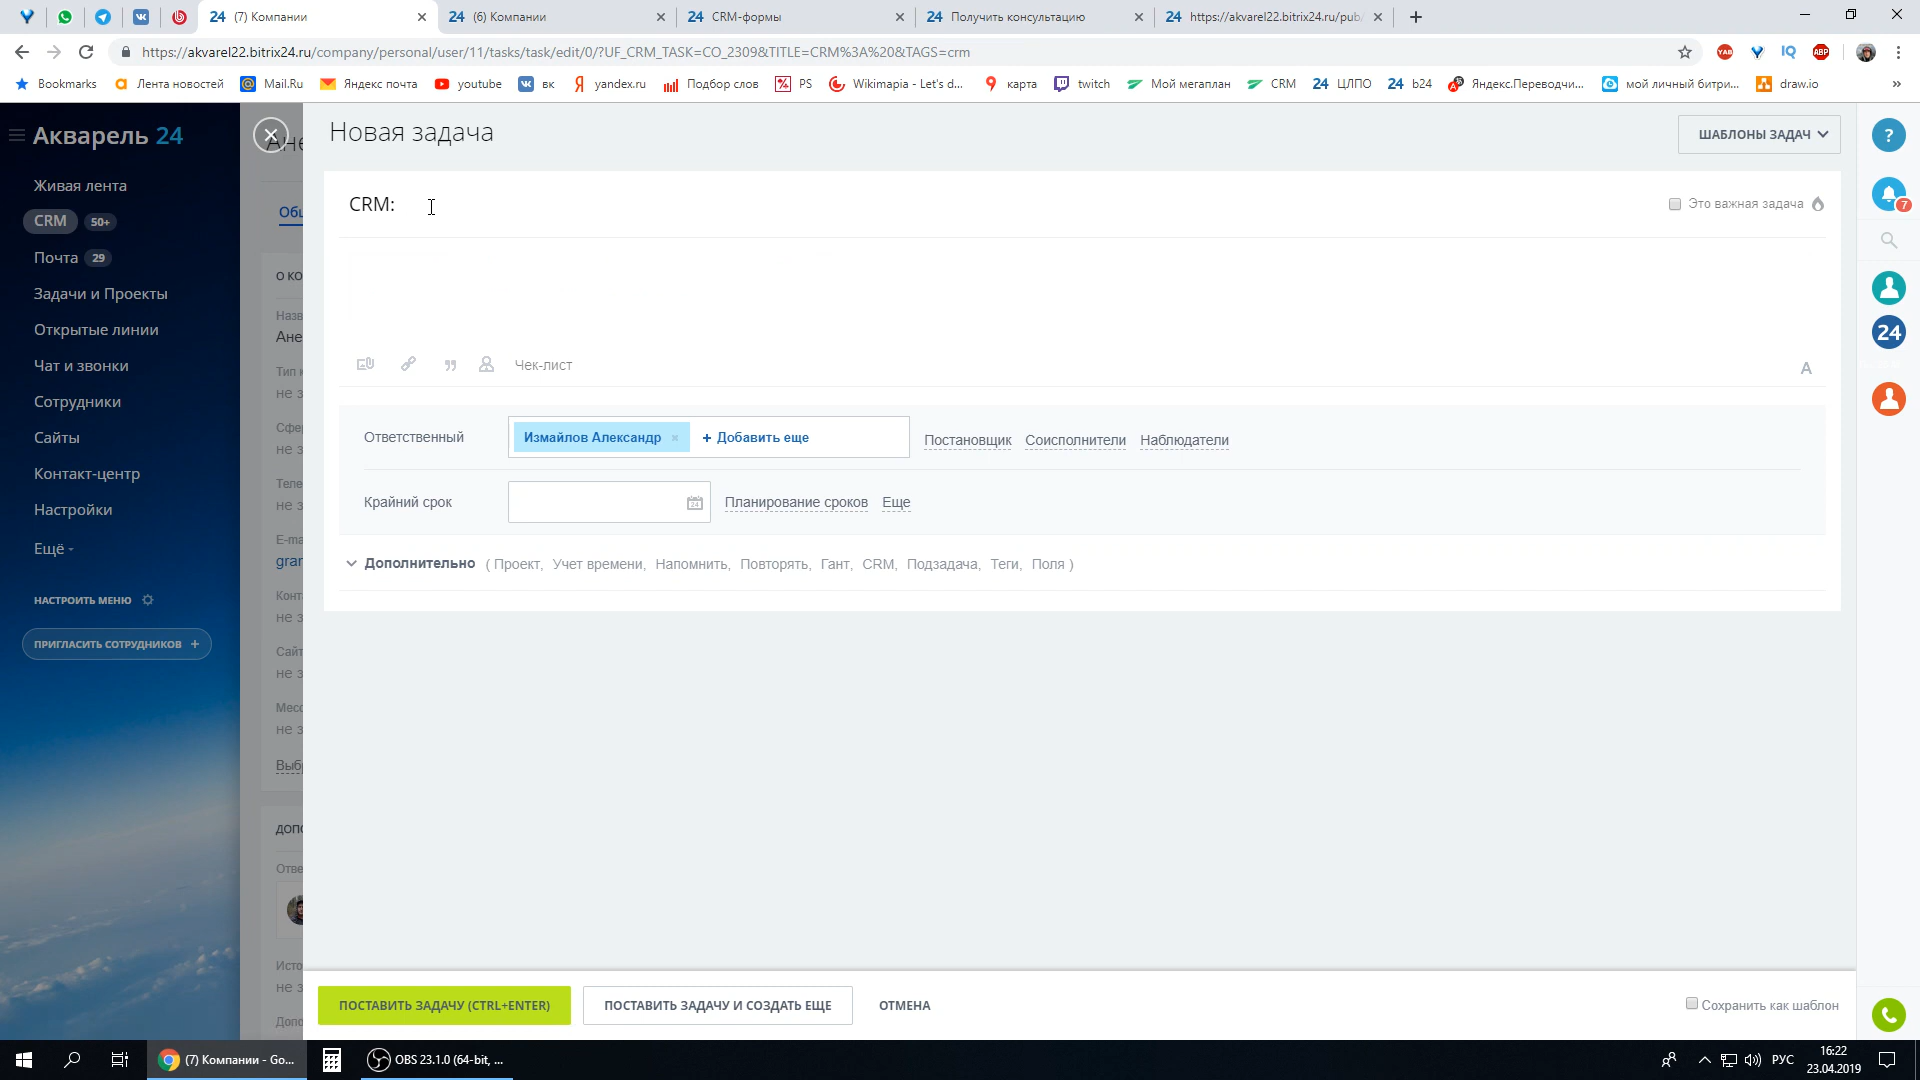 (7) Компании
(6) Компании
CRM-формы
Получить консультацию
https://akvarel22.bitrix24.ru/pub/
https://akvarel22.bitrix24.ru/company/personal/user/11/tasks/task/edit/0/?UF_CRM_TASK=CO_2309&TITLE=CRM%3A%20&TAGS=crm
Bookmarks
Лента новостей
Mail.Ru
Яндекс почта
youtube
вк
yandex.ru
Подбор слов
PS
Wikimapia - Let's d...
карта
twitch
Мой мегаплан
CRM
24 ЦЛПО
24 b24
Яндекс.Переводчи...
мой личный битри...
draw.io
Акварель 24
Живая лента
CRM 50+
Почта 29
Задачи и Проекты
Открытые линии
Чат и звонки
Сотрудники
Сайты
Контакт-центр
Настройки
Ещё
НАСТРОИТЬ МЕНЮ
ПРИГЛАСИТЬ СОТРУДНИКОВ +
Новая задача
ШАБЛОНЫ ЗАДАЧ
CRM:
Это важная задача
Чек-лист
A
Ответственный
Измайлов Александр ×
+ Добавить еще
Постановщик Соисполнители Наблюдатели
Крайний срок
24
Планирование сроков Еще
Дополнительно ( Проект, Учет времени, Напомнить, Повторять, Гант, CRM, Подзадача, Теги, Поля )
ПОСТАВИТЬ ЗАДАЧУ (CTRL+ENTER)
ПОСТАВИТЬ ЗАДАЧУ И СОЗДАТЬ ЕЩЕ
ОТМЕНА
Сохранить как шаблон
?
7
24
(7) Компании - Go...
OBS 23.1.0 (64-bit, ...
РУС
16:22
23.04.2019